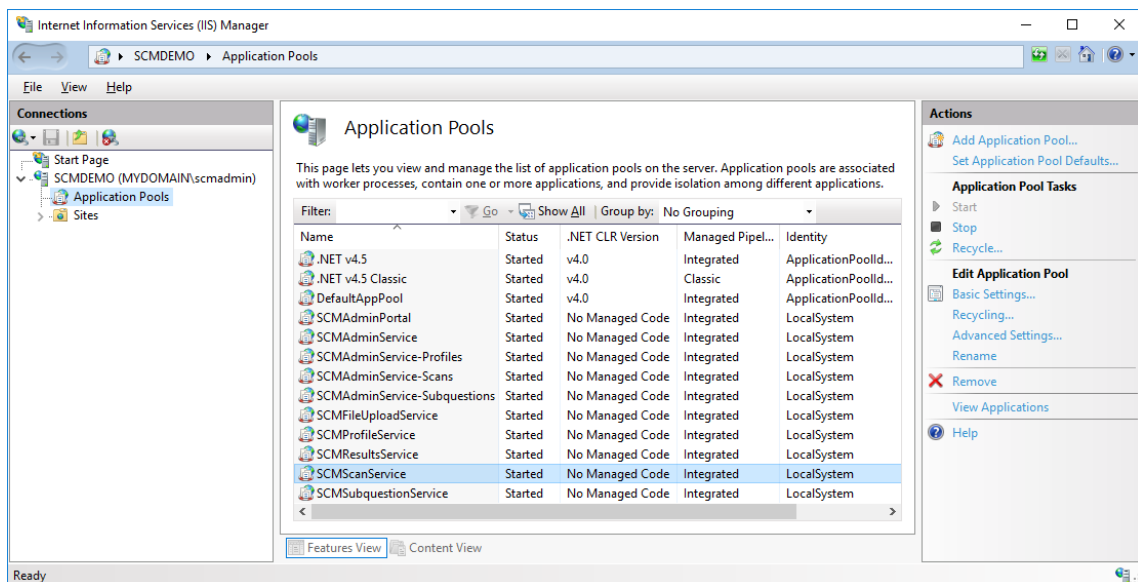 Internet Information Services (IIS) Manager
SCMDEMO Application Pools
File View Help
Connections
Start Page
SCMDEMO (MYDOMAIN\scmadmin)
Application Pools
Sites
Application Pools
This page lets you view and manage the list of application pools on the server. Application pools are associated
with worker processes, contain one or more applications, and provide isolation among different applications.
Filter: Go Show All Group by: No Grouping
Name Status .NET CLR Version Managed Pipel... Identity
.NET v4.5 Started v4.0 Integrated ApplicationPoolId...
.NET v4.5 Classic Started v4.0 Classic ApplicationPoolId...
DefaultAppPool Started v4.0 Integrated ApplicationPoolId...
SCMAdminPortal Started No Managed Code Integrated LocalSystem
SCMAdminService Started No Managed Code Integrated LocalSystem
SCMAdminService-Profiles Started No Managed Code Integrated LocalSystem
SCMAdminService-Scans Started No Managed Code Integrated LocalSystem
SCMAdminService-Subquestions Started No Managed Code Integrated LocalSystem
SCMFileUploadService Started No Managed Code Integrated LocalSystem
SCMProfileService Started No Managed Code Integrated LocalSystem
SCMResultsService Started No Managed Code Integrated LocalSystem
SCMScanService Started No Managed Code Integrated LocalSystem
SCMSubquestionService Started No Managed Code Integrated LocalSystem
Features View Content View
Actions
Add Application Pool...
Set Application Pool Defaults...
Application Pool Tasks
Start
Stop
Recycle...
Edit Application Pool
Basic Settings...
Recycling...
Advanced Settings...
Rename
Remove
View Applications
Help
Ready